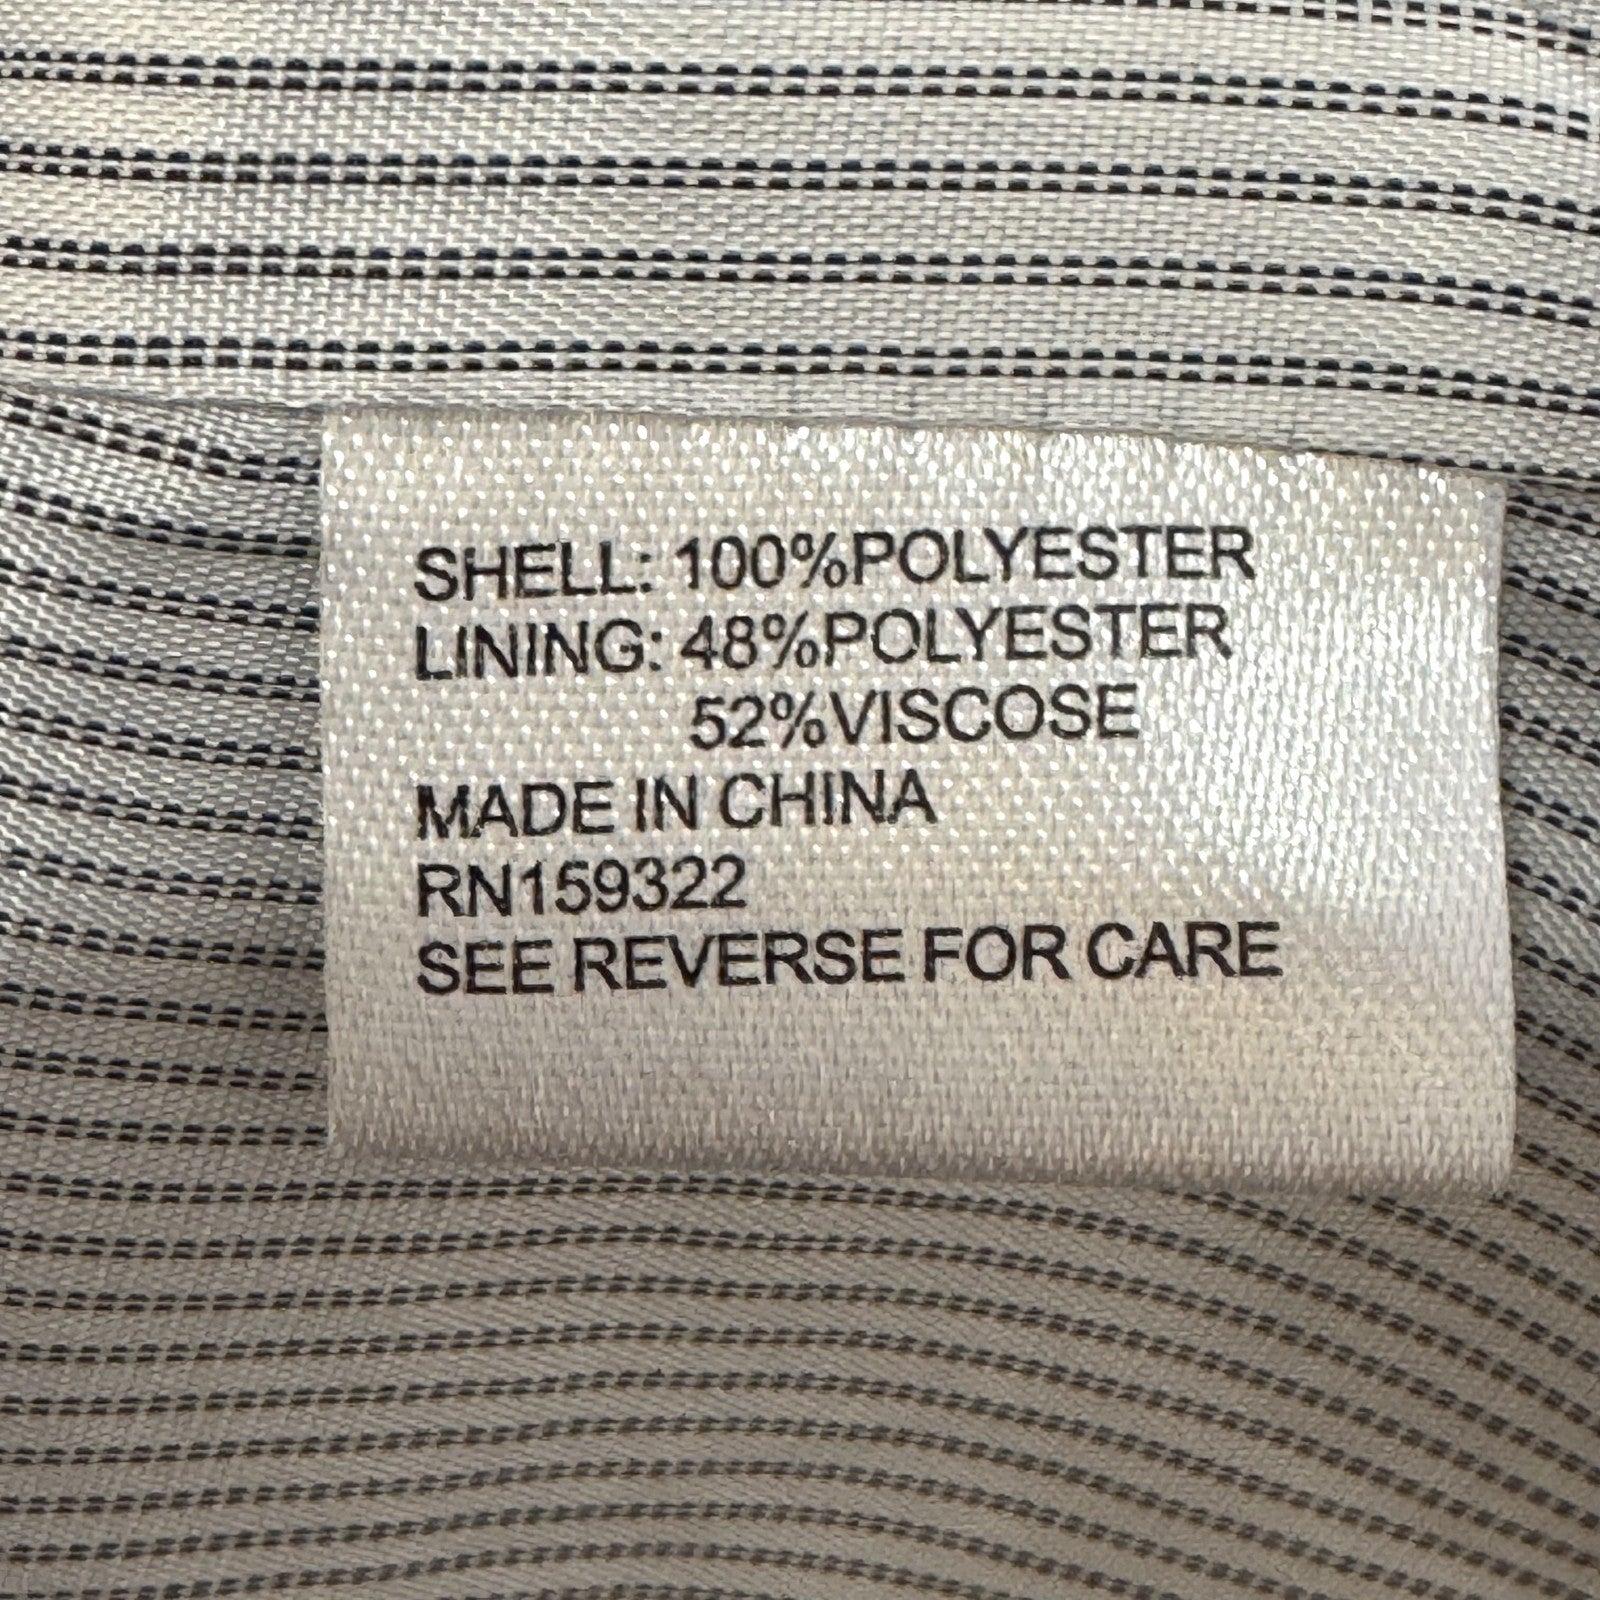 SHELL: 100%POLYESTER
LINING: 48%POLYESTER
52%VISCOSE
MADE IN CHINA
RN159322
SEE REVERSE FOR CARE